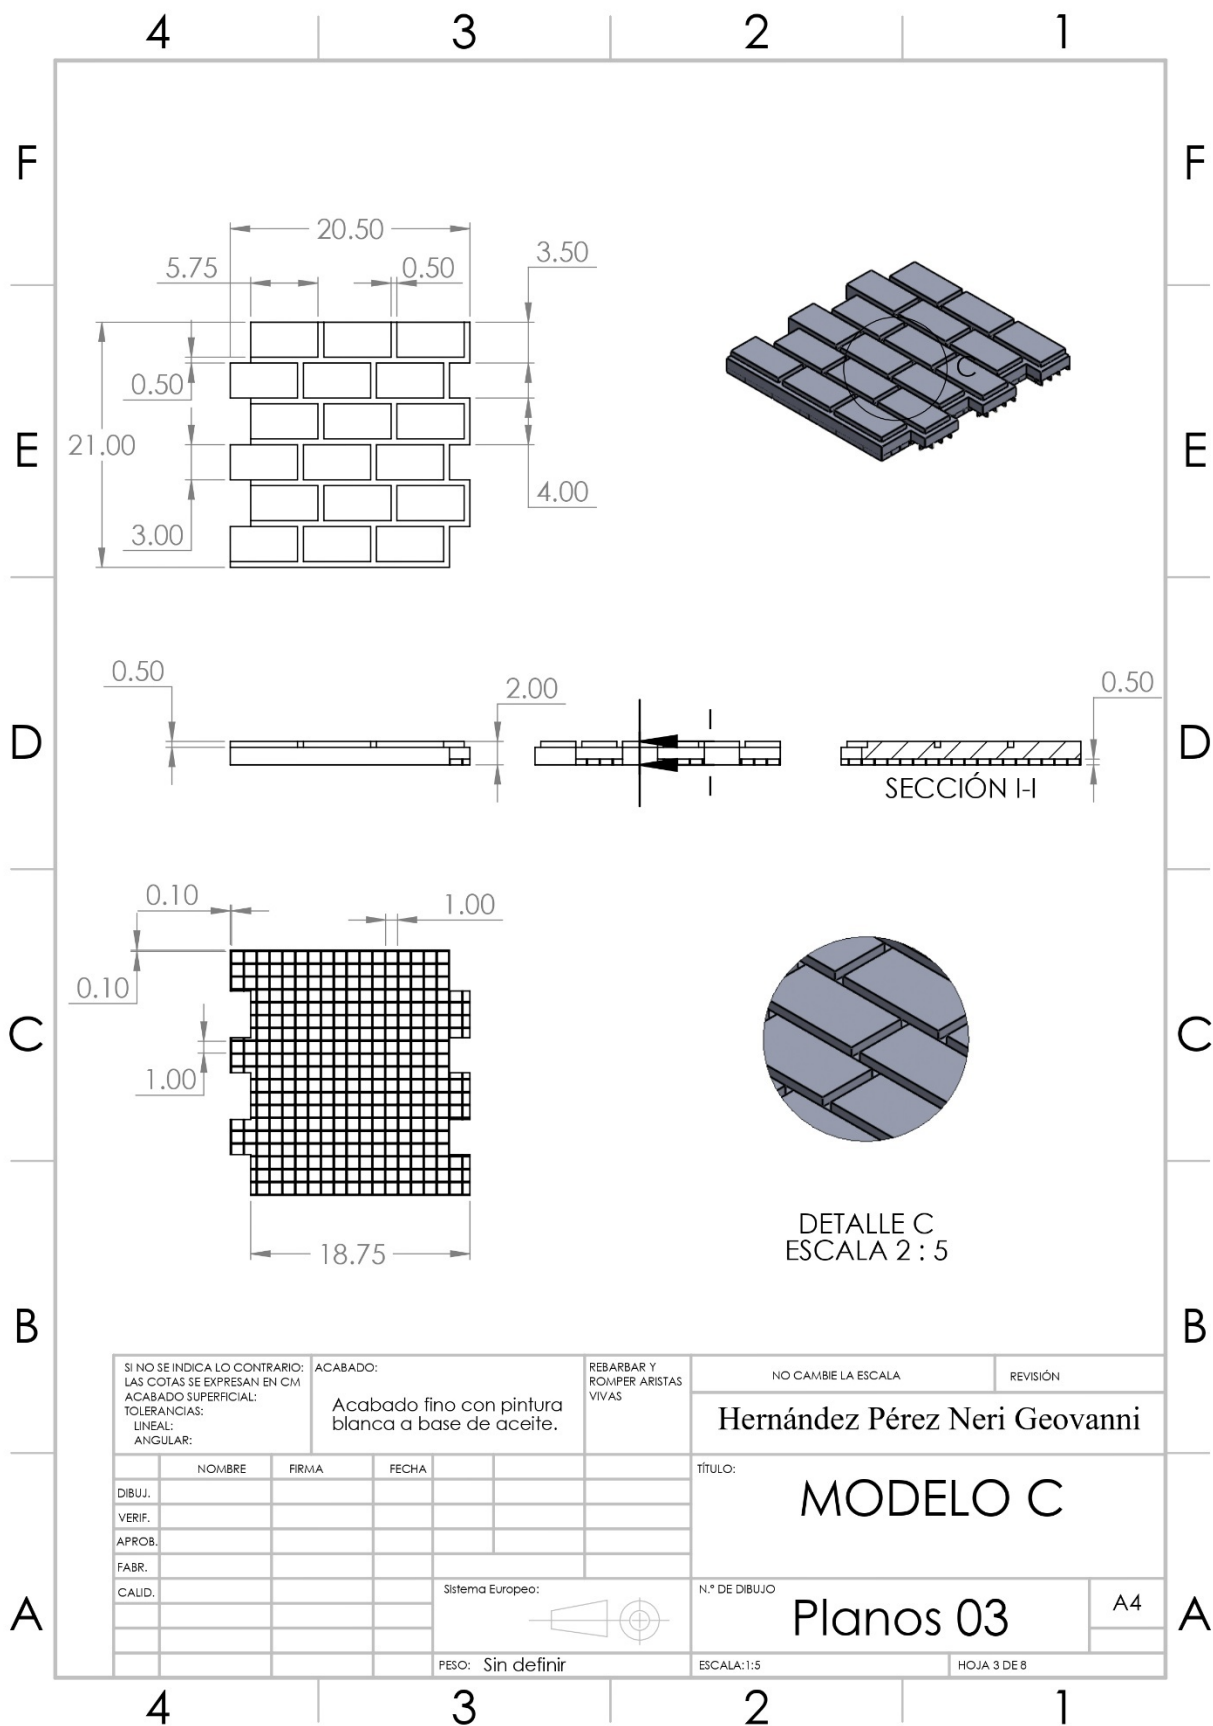 4 3 2 1
F F
20.50
5.75 0.50 3.50
0.50
E 21.00 C E
4.00
3.00
0.50 2.00 0.50
D D
SECCIÓN I-I
0.10 1.00
0.10
C C
1.00
DETALLE C
ESCALA 2 : 5
18.75
B B
SI NO SE INDICA LO CONTRARIO:
LAS COTAS SE EXPRESAN EN CM
ACABADO SUPERFICIAL:
TOLERANCIAS:
LINEAL:
ANGULAR:
ACABADO:
Acabado fino con pintura
blanca a base de aceite.
REBARBAR Y
ROMPER ARISTAS
VIVAS
NO CAMBIE LA ESCALA
REVISIÓN
Hernández Pérez Neri Geovanni
NOMBRE FIRMA FECHA
DIBUJ.
VERIF.
APROB.
FABR.
CALID.
TÍTULO:
MODELO C
Sistema Europeo:
N.º DE DIBUJO
Planos 03
A4
A A
PESO: Sin definir
ESCALA:1:5
HOJA 3 DE 8
4 3 2 1